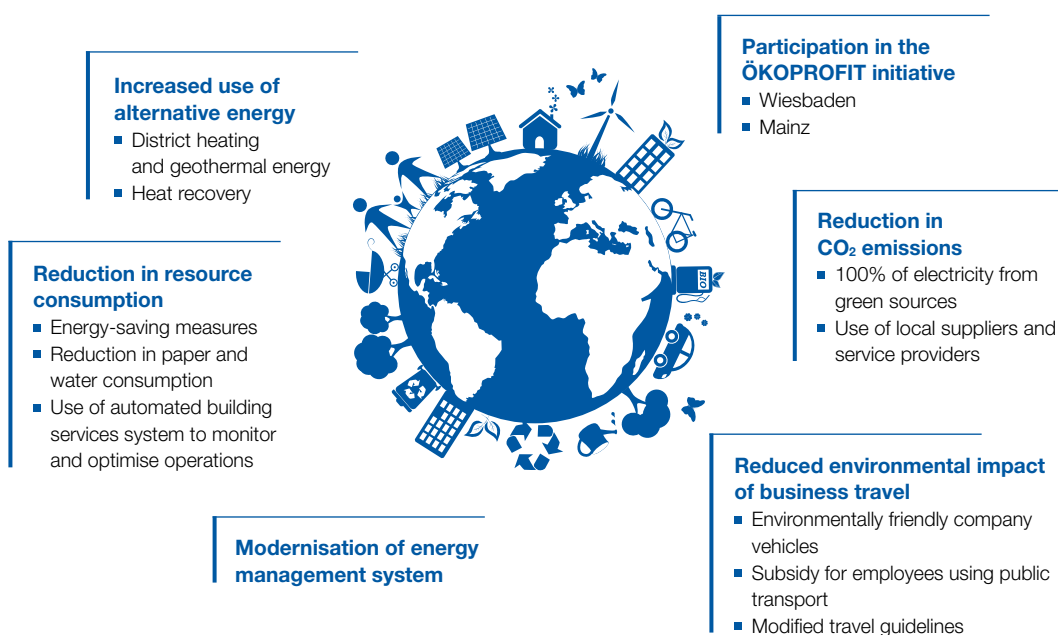 Increased use of
alternative energy
▪ District heating
and geothermal energy
▪ Heat recovery
Participation in the
ÖKOPROFIT initiative
▪ Wiesbaden
▪ Mainz
Reduction in resource
consumption
▪ Energy-saving measures
▪ Reduction in paper and
water consumption
▪ Use of automated building
services system to monitor
and optimise operations
Reduction in
CO₂ emissions
▪ 100% of electricity from
green sources
▪ Use of local suppliers and
service providers
BIO
Modernisation of energy
management system
Reduced environmental impact
of business travel
▪ Environmentally friendly company
vehicles
▪ Subsidy for employees using public
transport
▪ Modified travel guidelines